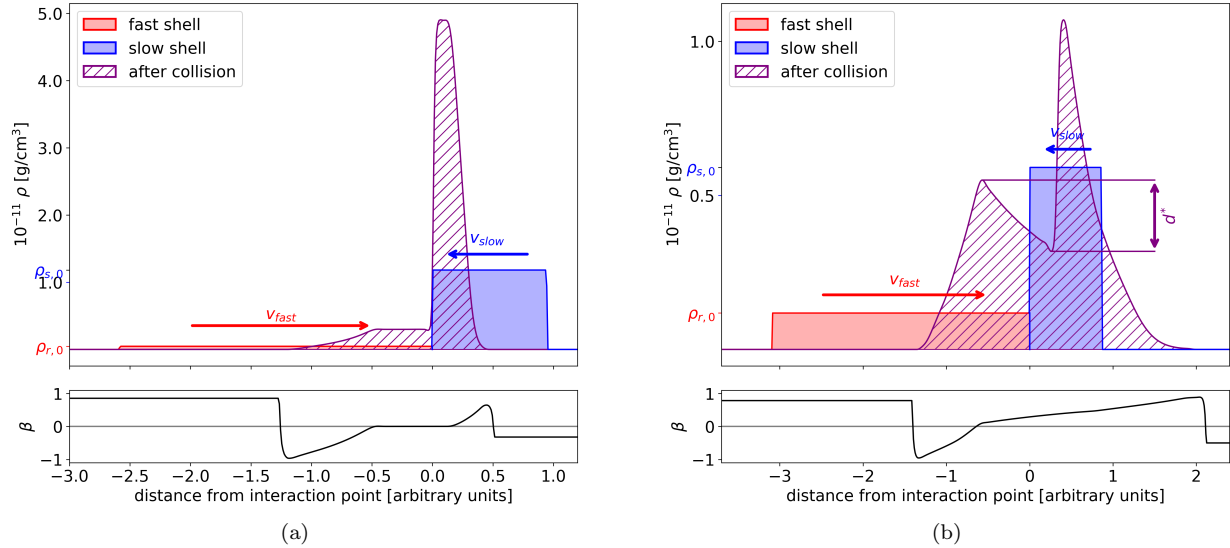 fast shell
slow shell
after collision
5.0
4.0
3.0
2.0
1.0
ρs,0
ρr,0
10⁻¹¹ ρ [g/cm³]
vslow
vfast
1
0
−1
β
−3.0 −2.5 −2.0 −1.5 −1.0 −0.5 0.0 0.5 1.0
distance from interaction point [arbitrary units]
(a)
fast shell
slow shell
after collision
1.0
0.5
ρs,0
ρr,0
10⁻¹¹ ρ [g/cm³]
vslow
vfast
d*
1
0
−1
β
−3 −2 −1 0 1 2
distance from interaction point [arbitrary units]
(b)